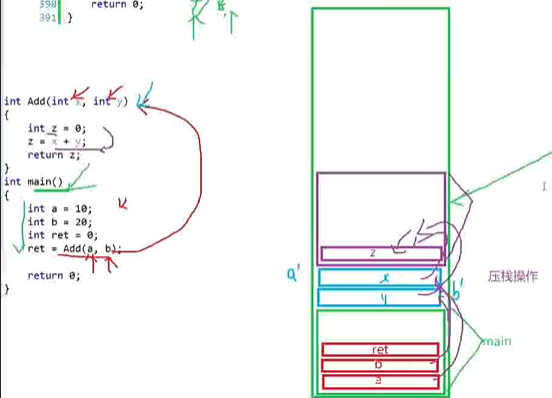 390 return 0;
391 }
int Add(int x, int y)
{
int z = 0;
z = x + y;
return z;
}
int main()
{
int a = 10;
int b = 20;
int ret = 0;
ret = Add(a, b);
return 0;
}
z
a'
x
y
b'
压栈操作
main
ret
b
a